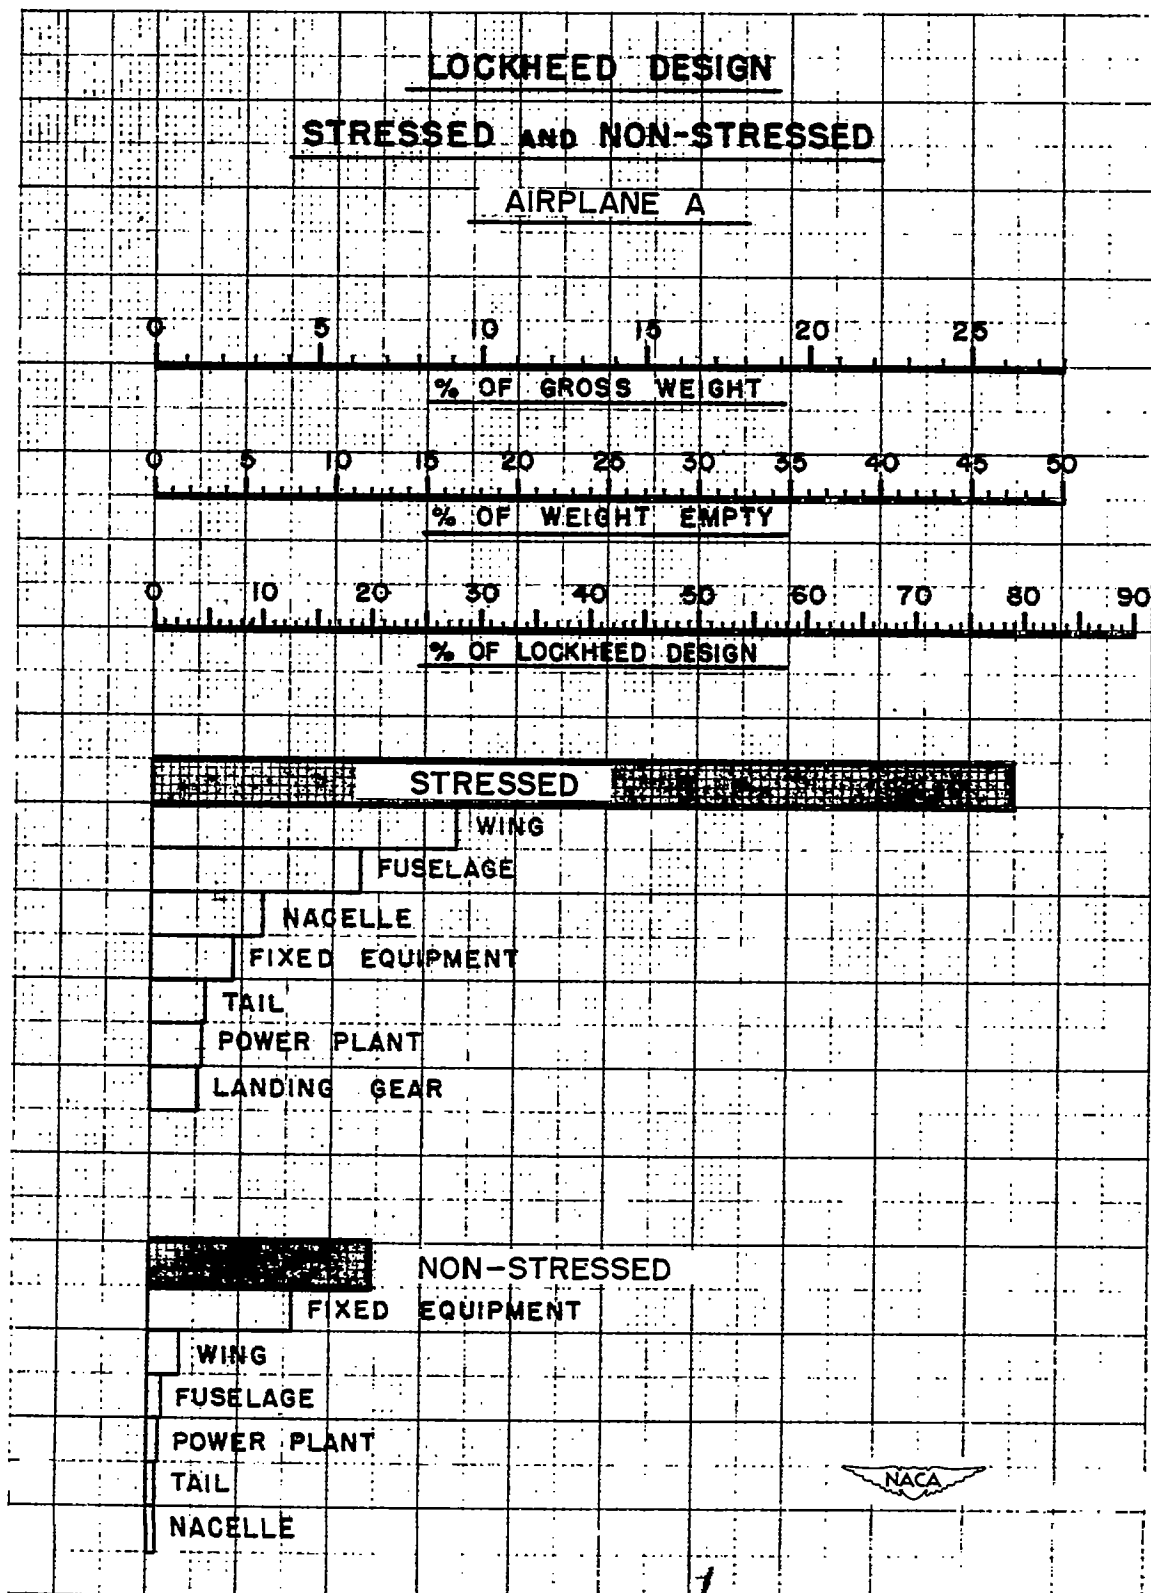 LOCKHEED DESIGN
STRESSED AND NON-STRESSED
AIRPLANE A
0 5 10 15 20 25
% OF GROSS WEIGHT
0 5 10 15 20 25 30 35 40 45 50
% OF WEIGHT EMPTY
0 10 20 30 40 50 60 70 80 90
% OF LOCKHEED DESIGN
STRESSED
WING
FUSELAGE
NACELLE
FIXED EQUIPMENT
TAIL
POWER PLANT
LANDING GEAR
NON-STRESSED
FIXED EQUIPMENT
WING
FUSELAGE
POWER PLANT
TAIL
NACELLE
NACA